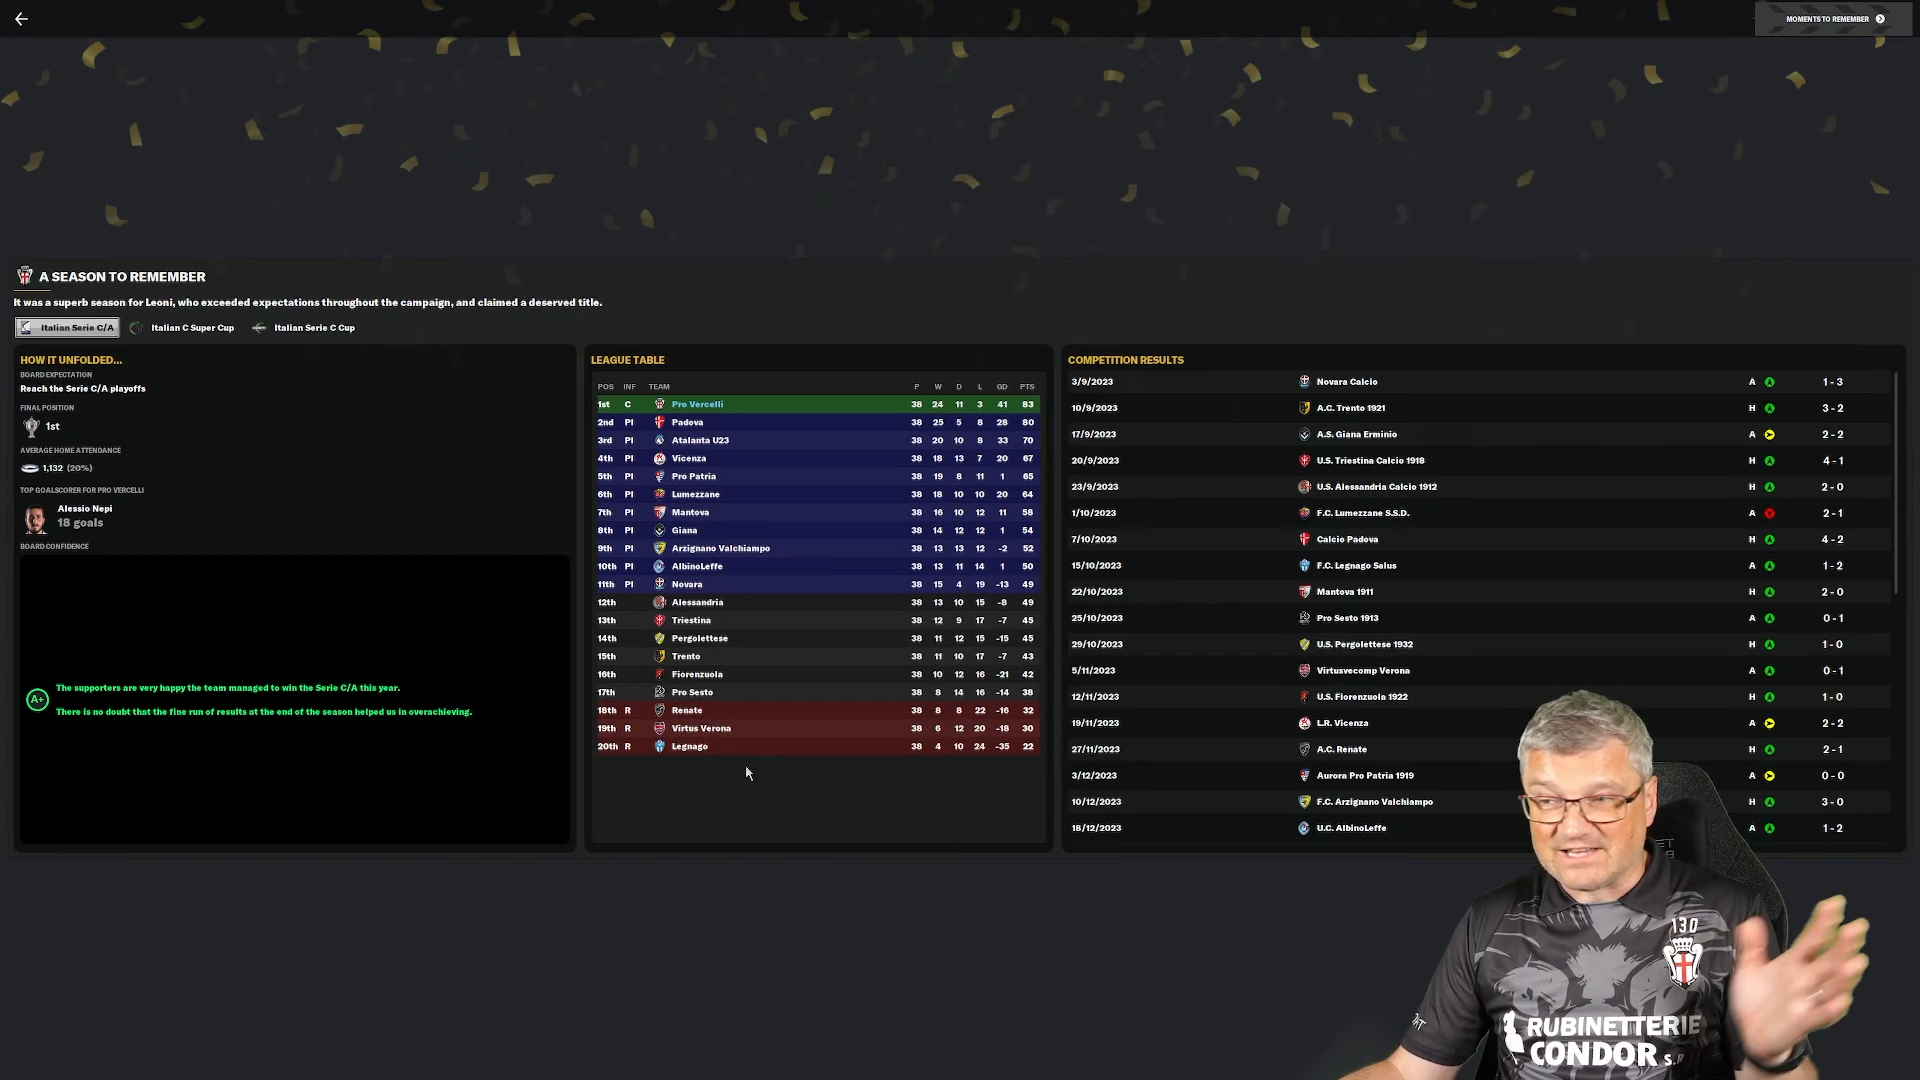 MOMENTS TO REMEMBER
A SEASON TO REMEMBER
It was a superb season for Leoni, who exceeded expectations throughout the campaign, and claimed a deserved title.
Italian Serie C/A Italian C Super Cup Italian Serie C Cup
HOW IT UNFOLDED...
BOARD EXPECTATION
Reach the Serie C/A playoffs
FINAL POSITION
1st
AVERAGE HOME ATTENDANCE
1,132 (20%)
TOP GOALSCORER FOR PRO VERCELLI
Alessio Nepi
18 goals
BOARD CONFIDENCE
A+
The supporters are very happy the team managed to win the Serie C/A this year.
There is no doubt that the fine run of results at the end of the season helped us in overachieving.
LEAGUE TABLE
POS INF TEAM P W D L GD PTS
1st C Pro Vercelli 38 24 11 3 41 83
2nd PI Padova 38 25 5 8 28 80
3rd PI Atalanta U23 38 20 10 8 33 70
4th PI Vicenza 38 18 13 7 20 67
5th PI Pro Patria 38 19 8 11 1 65
6th PI Lumezzane 38 18 10 10 20 64
7th PI Mantova 38 16 10 12 11 58
8th PI Giana 38 14 12 12 1 54
9th PI Arzignano Valchiampo 38 13 13 12 -2 52
10th PI AlbinoLeffe 38 13 11 14 1 50
11th PI Novara 38 15 4 19 -13 49
12th Alessandria 38 13 10 15 -8 49
13th Triestina 38 12 9 17 -7 45
14th Pergolettese 38 11 12 15 -15 45
15th Trento 38 11 10 17 -7 43
16th Fiorenzuola 38 10 12 16 -21 42
17th Pro Sesto 38 8 14 16 -14 38
18th R Renate 38 8 8 22 -16 32
19th R Virtus Verona 38 6 12 20 -18 30
20th R Legnago 38 4 10 24 -35 22
COMPETITION RESULTS
3/9/2023 Novara Calcio A 1 - 3
10/9/2023 A.C. Trento 1921 H 3 - 2
17/9/2023 A.S. Giana Erminio A 2 - 2
20/9/2023 U.S. Triestina Calcio 1918 H 4 - 1
23/9/2023 U.S. Alessandria Calcio 1912 H 2 - 0
1/10/2023 F.C. Lumezzane S.S.D. A 2 - 1
7/10/2023 Calcio Padova H 4 - 2
15/10/2023 F.C. Legnago Salus A 1 - 2
22/10/2023 Mantova 1911 H 2 - 0
25/10/2023 Pro Sesto 1913 A 0 - 1
29/10/2023 U.S. Pergolettese 1932 H 1 - 0
5/11/2023 Virtusvecomp Verona A 0 - 1
12/11/2023 U.S. Fiorenzuola 1922 H 1 - 0
19/11/2023 L.R. Vicenza A 2 - 2
27/11/2023 A.C. Renate H 2 - 1
3/12/2023 Aurora Pro Patria 1919 A 0 - 0
10/12/2023 F.C. Arzignano Valchiampo H 3 - 0
18/12/2023 U.C. AlbinoLeffe A 1 - 2
130
RUBINETTERIE
CONDOR